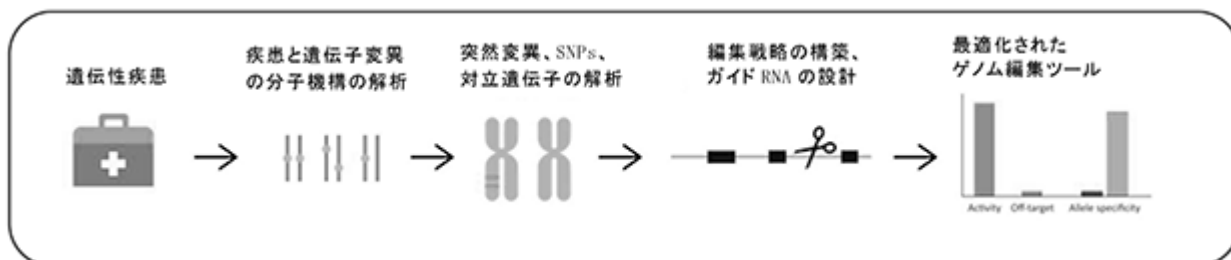 遺伝性疾患
疾患と遺伝子変異
の分子機構の解析
突然変異、SNPs、
対立遺伝子の解析
編集戦略の構築、
ガイド RNA の設計
最適化された
ゲノム編集ツール
Activity Off-target Allele specificity